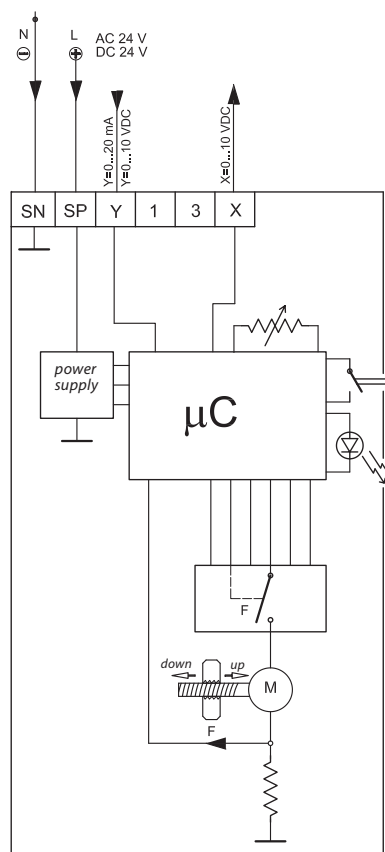 N L AC 24 V
DC 24 V
Y=0...20 mA
Y=0...10 VDC
X=0...10 VDC
SN SP Y 1 3 X
power
supply
µC
F
down up
M
F